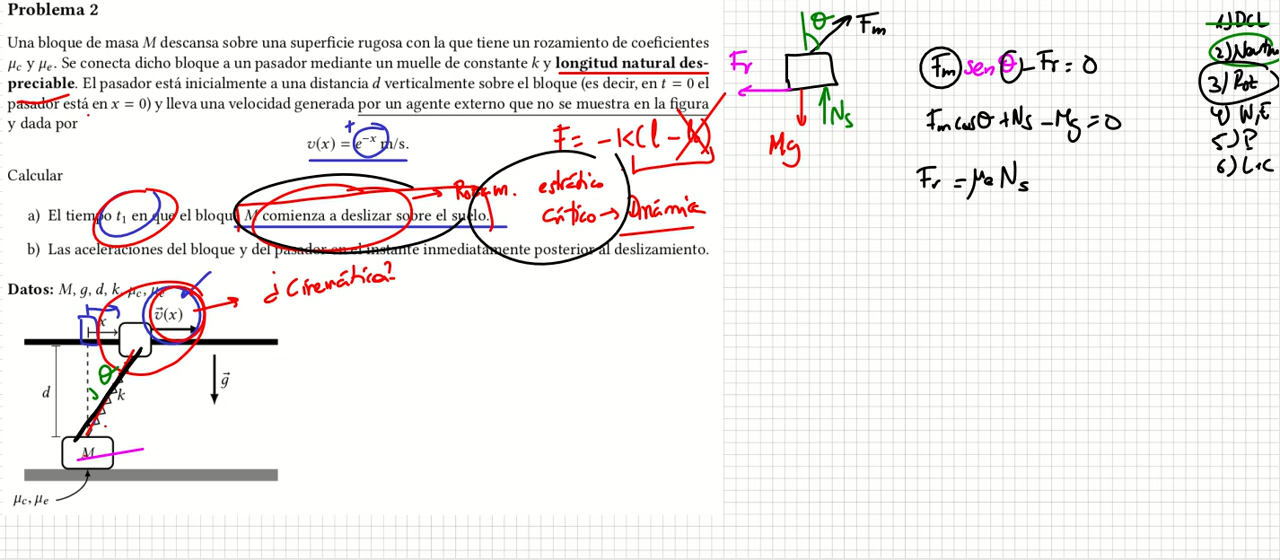 Problema 2
Una bloque de masa M descansa sobre una superficie rugosa con la que tiene un rozamiento de coeficientes
μc y μe. Se conecta dicho bloque a un pasador mediante un muelle de constante k y longitud natural des-
preciable. El pasador está inicialmente a una distancia d verticalmente sobre el bloque (es decir, en t = 0 el
pasador está en x = 0) y lleva una velocidad generada por un agente externo que no se muestra en la figura
y dada por
v(x) = e^{-x} m/s.
+
F = -K(l -
Calcular
a) El tiempo t₁ en que el bloque M comienza a deslizar sobre el suelo.
b) Las aceleraciones del bloque y del pasador en el instante inmediatamente posterior al deslizamiento.
estático
crítico → Dinámica
¿Cinemática?
Datos: M, g, d, k, μc,
x
v⃗(x)
θ
d
k
g⃗
M
μc, μe
θ
Fm
Fr
Ns
Mg
Fm sen θ - Fr = 0
Fm cos θ + Ns - Mg = 0
Fr = μe Ns
1) DCL
2) Newton
3) Rot
4) W, E
5) P
6) L+C